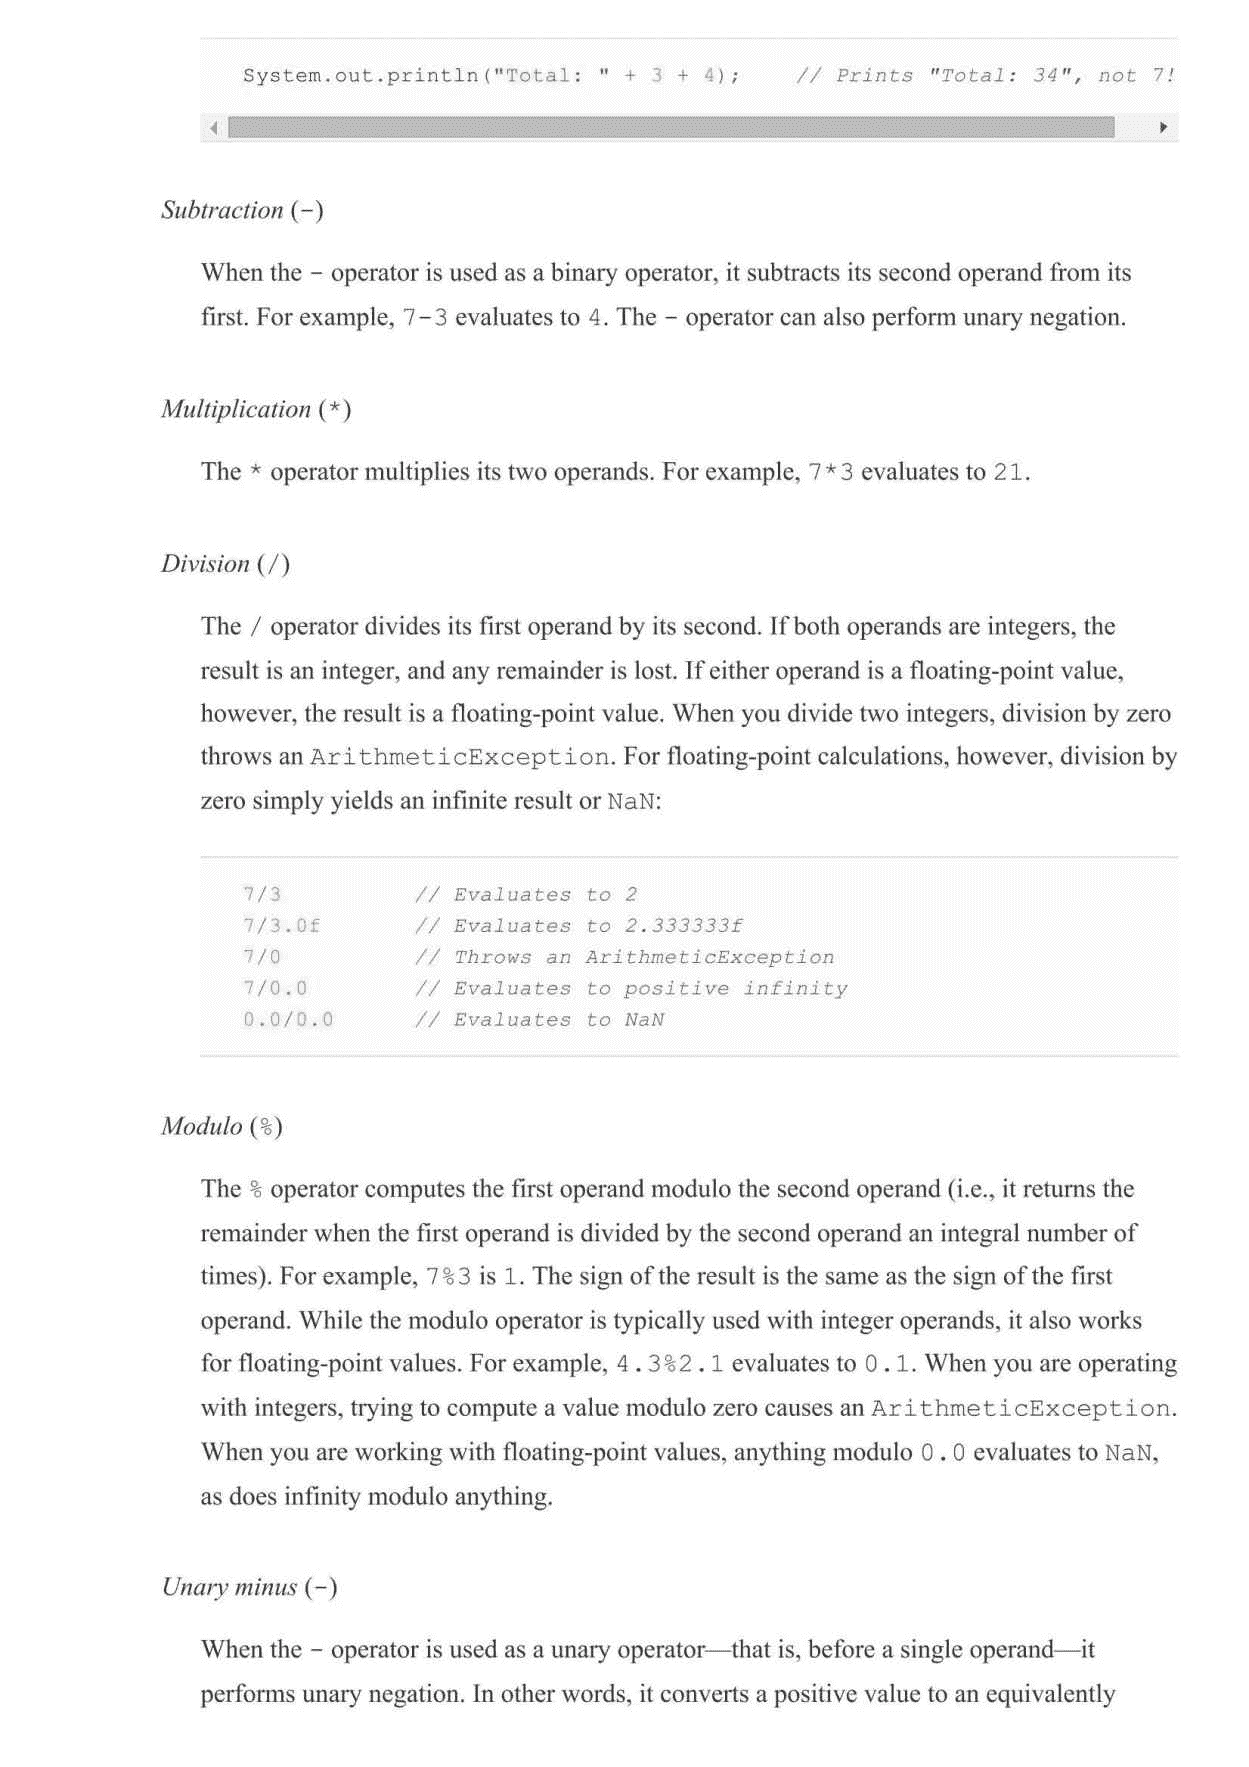 System.out.println("Total: " + 3 + 4);    // Prints "Total: 34", not 7!
Subtraction (-)
When the - operator is used as a binary operator, it subtracts its second operand from its
first. For example, 7-3 evaluates to 4. The - operator can also perform unary negation.
Multiplication (*)
The * operator multiplies its two operands. For example, 7*3 evaluates to 21.
Division (/)
The / operator divides its first operand by its second. If both operands are integers, the
result is an integer, and any remainder is lost. If either operand is a floating-point value,
however, the result is a floating-point value. When you divide two integers, division by zero
throws an ArithmeticException. For floating-point calculations, however, division by
zero simply yields an infinite result or NaN:
7/3          // Evaluates to 2
7/3.0f       // Evaluates to 2.333333f
7/0          // Throws an ArithmeticException
7/0.0        // Evaluates to positive infinity
0.0/0.0      // Evaluates to NaN
Modulo (%)
The % operator computes the first operand modulo the second operand (i.e., it returns the
remainder when the first operand is divided by the second operand an integral number of
times). For example, 7%3 is 1. The sign of the result is the same as the sign of the first
operand. While the modulo operator is typically used with integer operands, it also works
for floating-point values. For example, 4.3%2.1 evaluates to 0.1. When you are operating
with integers, trying to compute a value modulo zero causes an ArithmeticException.
When you are working with floating-point values, anything modulo 0.0 evaluates to NaN,
as does infinity modulo anything.
Unary minus (-)
When the - operator is used as a unary operator—that is, before a single operand—it
performs unary negation. In other words, it converts a positive value to an equivalently